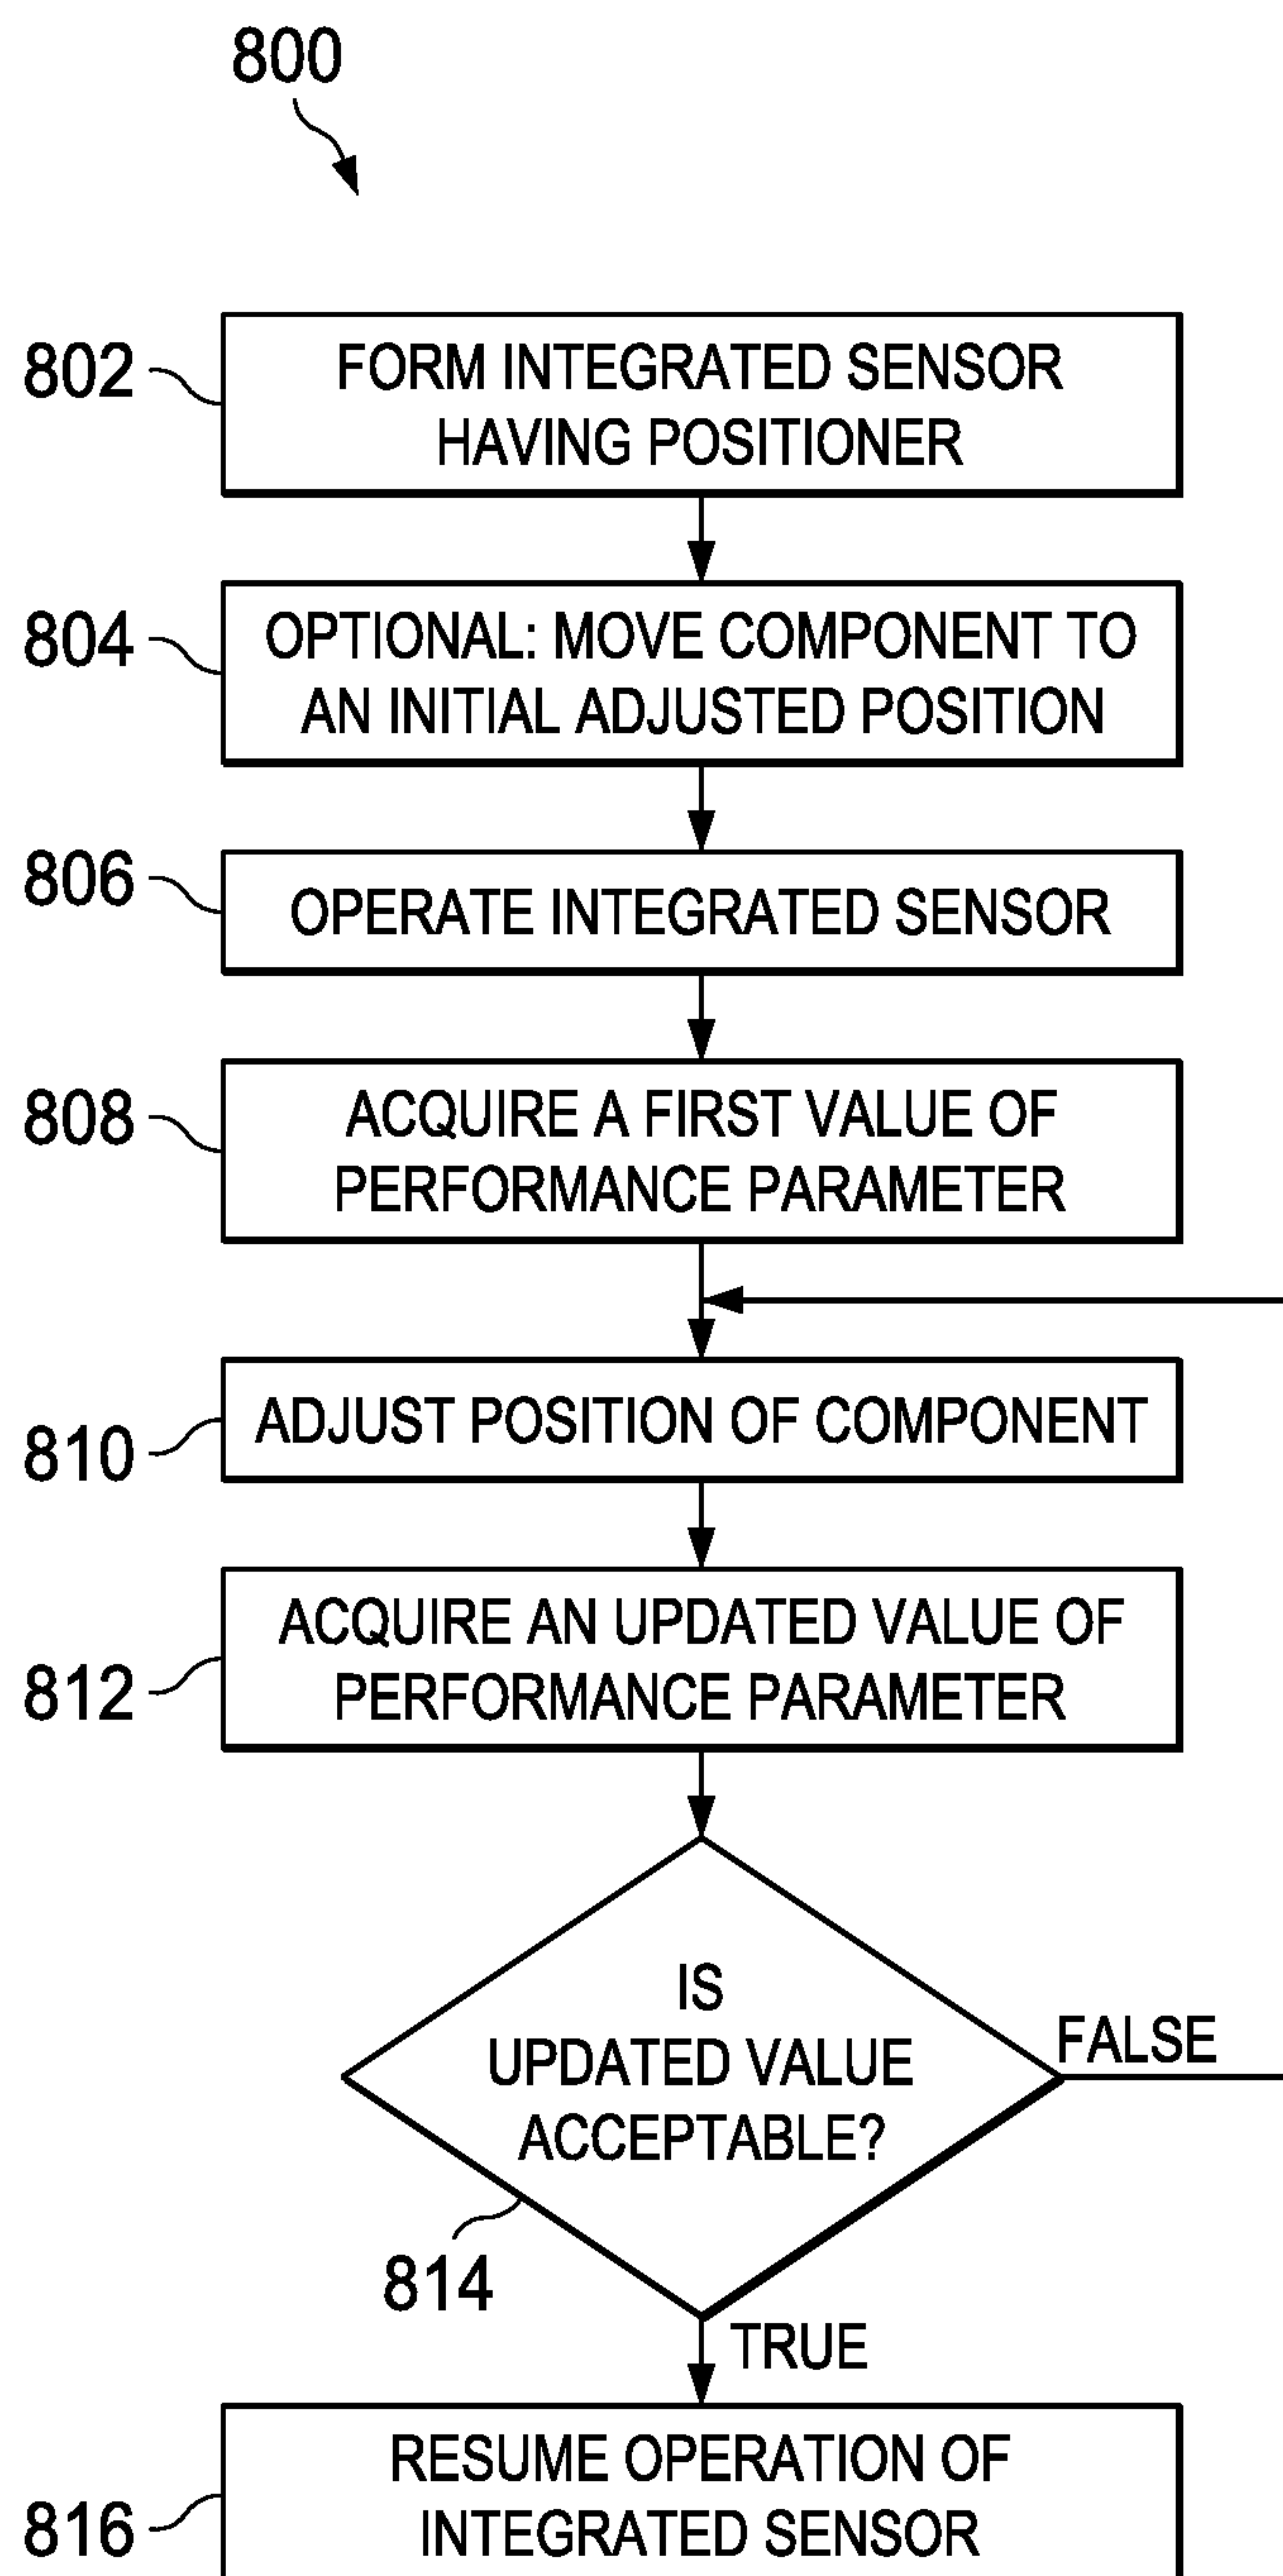 800
802
FORM INTEGRATED SENSOR
HAVING POSITIONER
804
OPTIONAL: MOVE COMPONENT TO
AN INITIAL ADJUSTED POSITION
806
OPERATE INTEGRATED SENSOR
808
ACQUIRE A FIRST VALUE OF
PERFORMANCE PARAMETER
810
ADJUST POSITION OF COMPONENT
812
ACQUIRE AN UPDATED VALUE OF
PERFORMANCE PARAMETER
IS
UPDATED VALUE
ACCEPTABLE?
FALSE
814
TRUE
816
RESUME OPERATION OF
INTEGRATED SENSOR